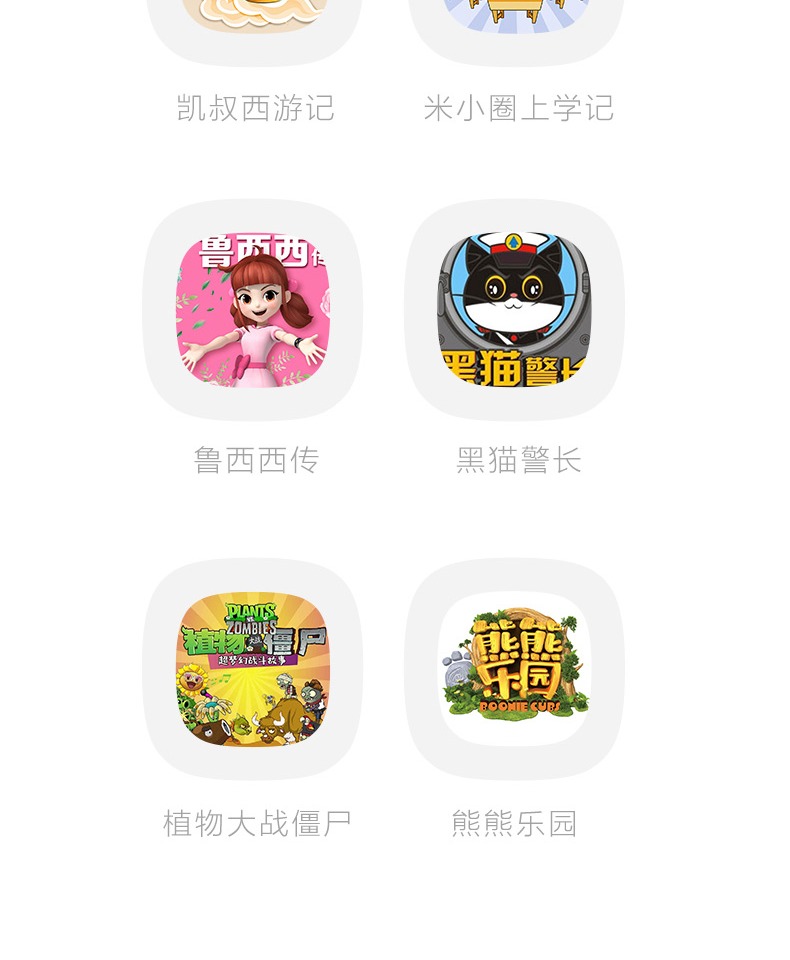 凯叔西游记
米小圈上学记
鲁西西传
黑猫警长
鲁西西传
黑猫警长
PLANTS
VS
ZOMBIES
植物大战僵尸
超梦幻战斗故事
熊熊
乐园
BOONIE CUBS
植物大战僵尸
熊熊乐园